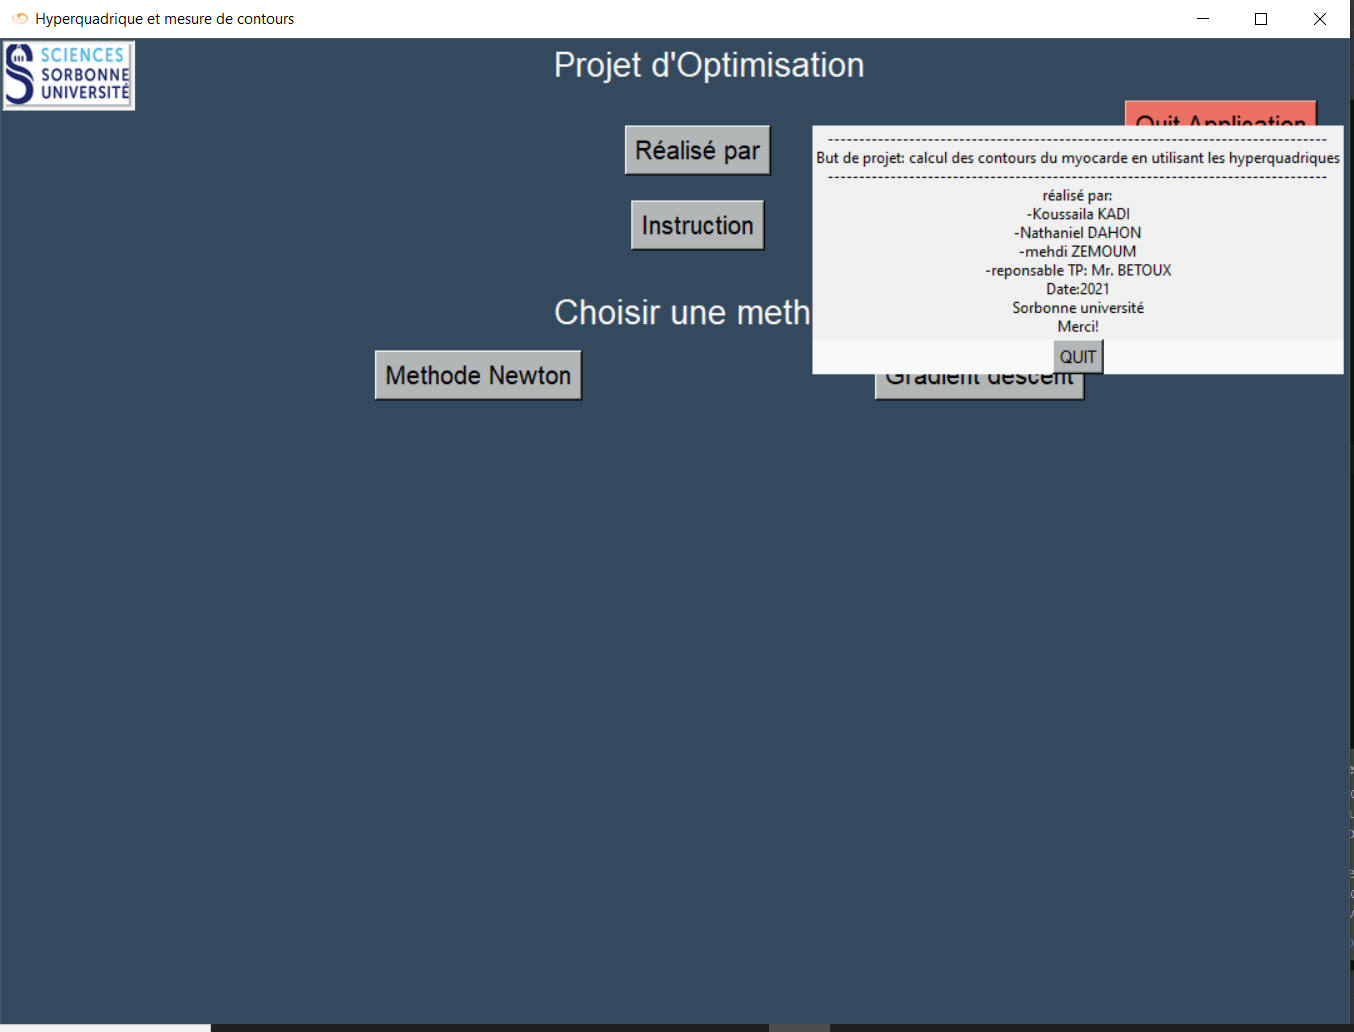 Hyperquadrique et mesure de contours
SCIENCES
SORBONNE
UNIVERSITÉ
Projet d'Optimisation
Quit Application
Réalisé par
Instruction
--------------------------------------------------------------------------------
But de projet: calcul des contours du myocarde en utilisant les hyperquadriques
--------------------------------------------------------------------------------
réalisé par:
-Koussaila KADI
-Nathaniel DAHON
-mehdi ZEMOUM
-reponsable TP: Mr. BETOUX
Date:2021
Sorbonne université
Merci!
QUIT
Choisir une meth
Methode Newton
Gradient descent